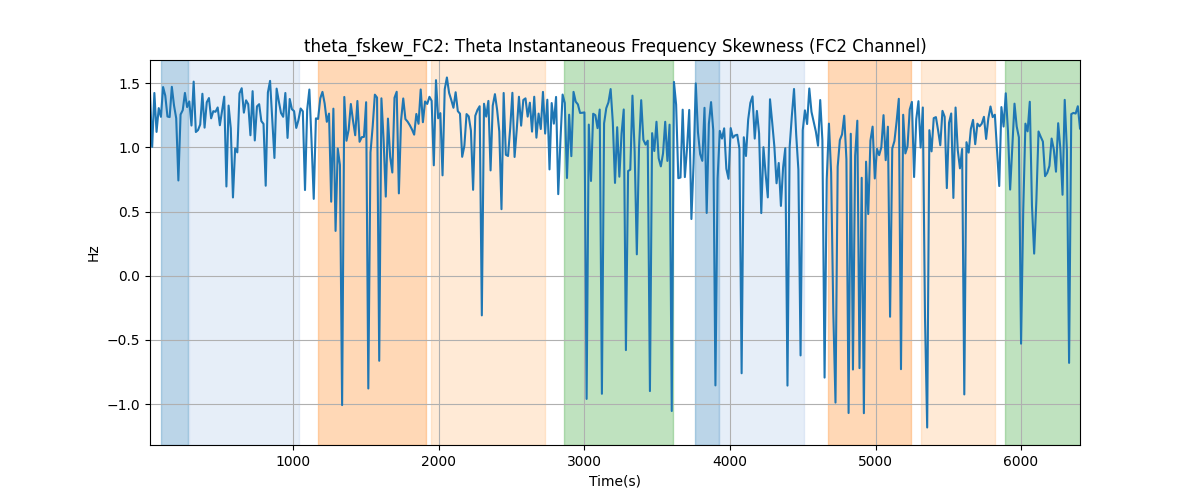 theta_fskew_FC2: Theta Instantaneous Frequency Skewness (FC2 Channel)
1.5
1.0
0.5
0.0
−0.5
−1.0
Hz
1000 2000 3000 4000 5000 6000
Time(s)